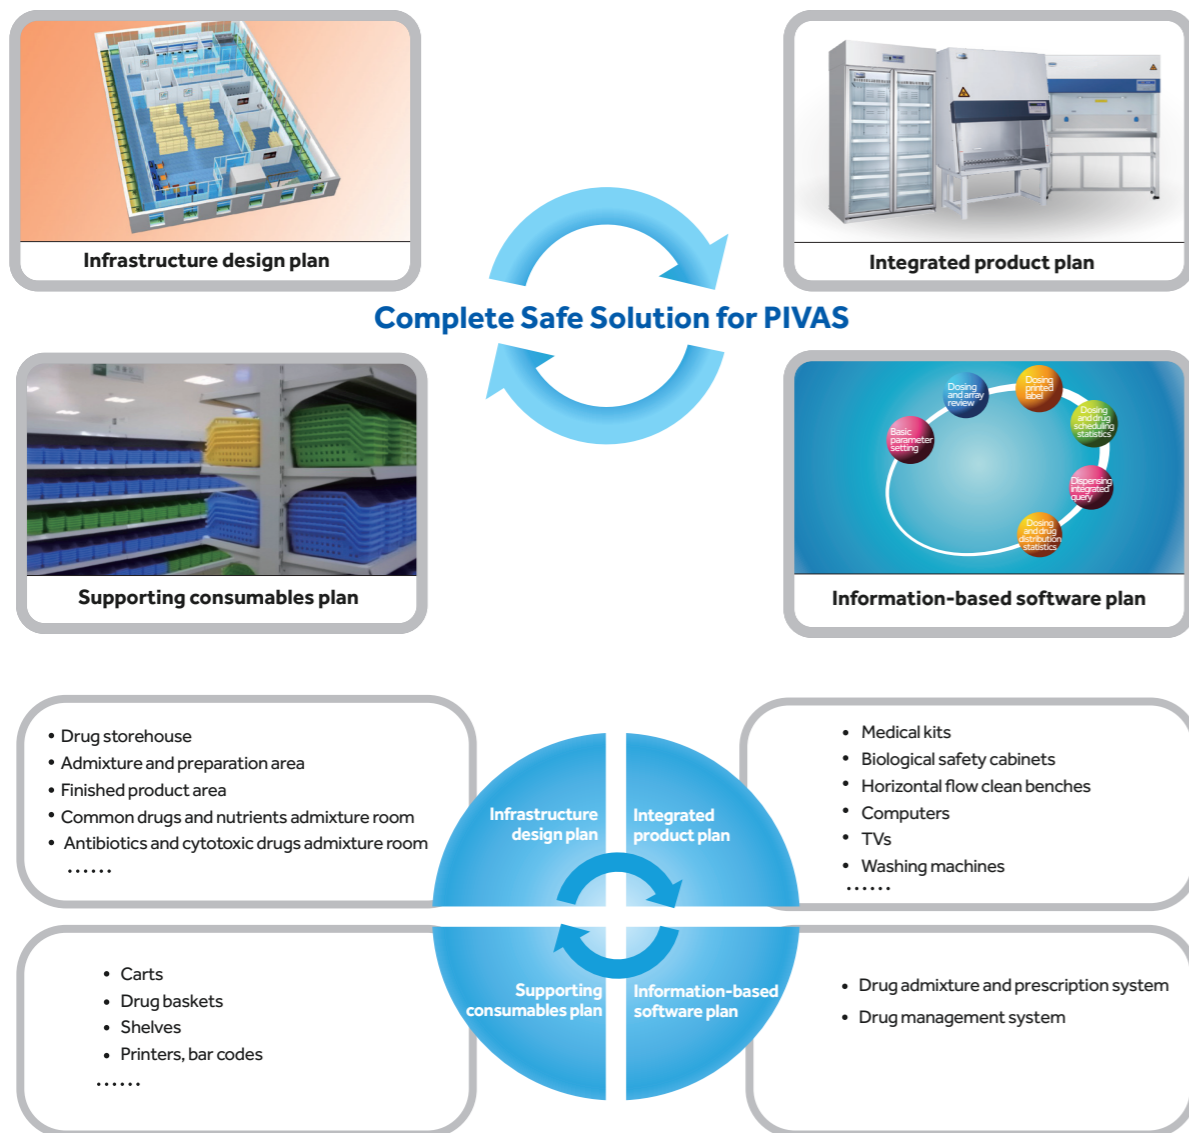 Infrastructure design plan
Integrated product plan
Complete Safe Solution for PIVAS
Supporting consumables plan
Basic
parameter
setting
Dosing
and array
review
Dosing
printed
label
Dosing
and drug
scheduling
statistics
Dispensing
integrated
query
Dosing
and drug
distribution
statistics
Information-based software plan
• Drug storehouse
• Admixture and preparation area
• Finished product area
• Common drugs and nutrients admixture room
• Antibiotics and cytotoxic drugs admixture room
……
Infrastructure
design plan
Integrated
product plan
• Medical kits
• Biological safety cabinets
• Horizontal flow clean benches
• Computers
• TVs
• Washing machines
……
• Carts
• Drug baskets
• Shelves
• Printers, bar codes
……
Supporting
consumables plan
Information-based
software plan
• Drug admixture and prescription system
• Drug management system